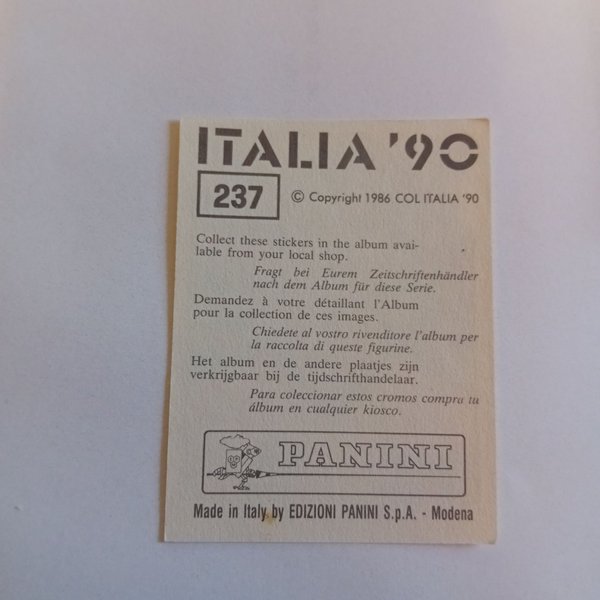 ITALIA '90
237
© Copyright 1986 COL ITALIA '90
Collect these stickers in the album avai-
lable from your local shop.
Fragt bei Eurem Zeitschriftenhändler
nach dem Album für diese Serie.
Demandez à votre détaillant l'Album
pour la collection de ces images.
Chiedete al vostro rivenditore l'album per
la raccolta di queste figurine.
Het album en de andere plaatjes zijn
verkrijgbaar bij de tijdschrifthandelaar.
Para coleccionar estos cromos compra tu
álbum en cualquier kiosco.
PANINI
Made in Italy by EDIZIONI PANINI S.p.A. - Modena